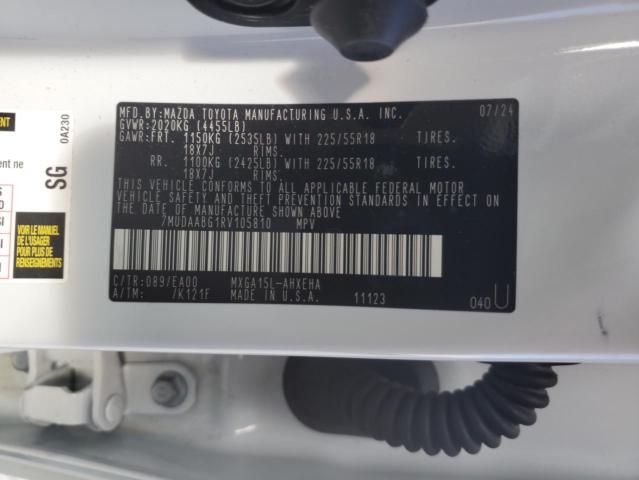 MFD.BY:MAZDA TOYOTA MANUFACTURING U.S.A. INC. 07/24
GVWR:2020KG (4455LB)
GAWR:FRT. 1150KG (2535LB) WITH 225/55R18 TIRES.
18X7J RIMS.
RR. 1100KG (2425LB) WITH 225/55R18 TIRES.
18X7J RIMS.
THIS VEHICLE CONFORMS TO ALL APPLICABLE FEDERAL MOTOR
VEHICLE SAFETY AND THEFT PREVENTION STANDARDS IN EFFECT ON
THE DATE OF MANUFACTURE SHOWN ABOVE.
7MUDAABG1RV105810 MPV
C/TR:089/EA00 MXGA15L-AHXEHA
A/TM: /K121F MADE IN U.S.A. 11123 040U
ent ne
SG
0A230
VOIR LE MANUEL
DE L'USAGER
POUR PLUS DE
RENSEIGNEMENTS